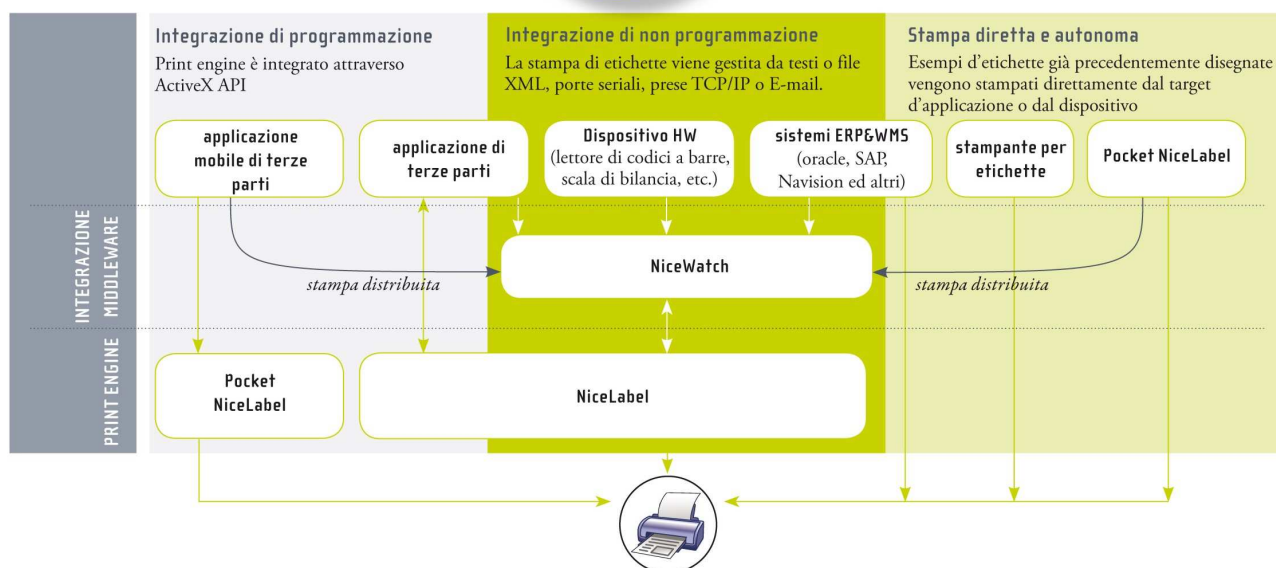 Integrazione di programmazione
Print engine è integrato attraverso
ActiveX API
Integrazione di non programmazione
La stampa di etichette viene gestita da testi o file
XML, porte seriali, prese TCP/IP o E-mail.
Stampa diretta e autonoma
Esempi d'etichette già precedentemente disegnate
vengono stampati direttamente dal target
d'applicazione o dal dispositivo
applicazione
mobile di terze
parti
applicazione di
terze parti
Dispositivo HW
(lettore di codici a barre,
scala di bilancia, etc.)
sistemi ERP&WMS
(oracle, SAP,
Navision ed altri)
stampante per
etichette
Pocket NiceLabel
INTEGRAZIONE
MIDDLEWARE
NiceWatch
stampa distribuita
stampa distribuita
PRINT ENGINE
Pocket
NiceLabel
NiceLabel